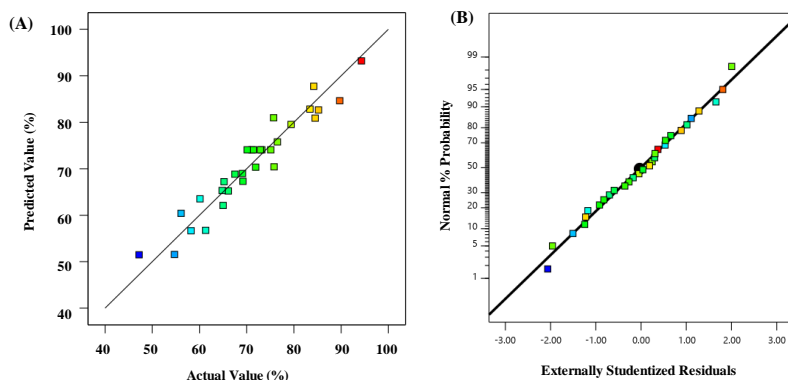 (A)
100
90
80
70
60
50
40
Predicted Value (%)
40 50 60 70 80 90 100
Actual Value (%)
(B)
99
95
90
80
70
50
30
20
10
5
1
Normal % Probability
-3.00 -2.00 -1.00 0.00 1.00 2.00 3.00
Externally Studentized Residuals